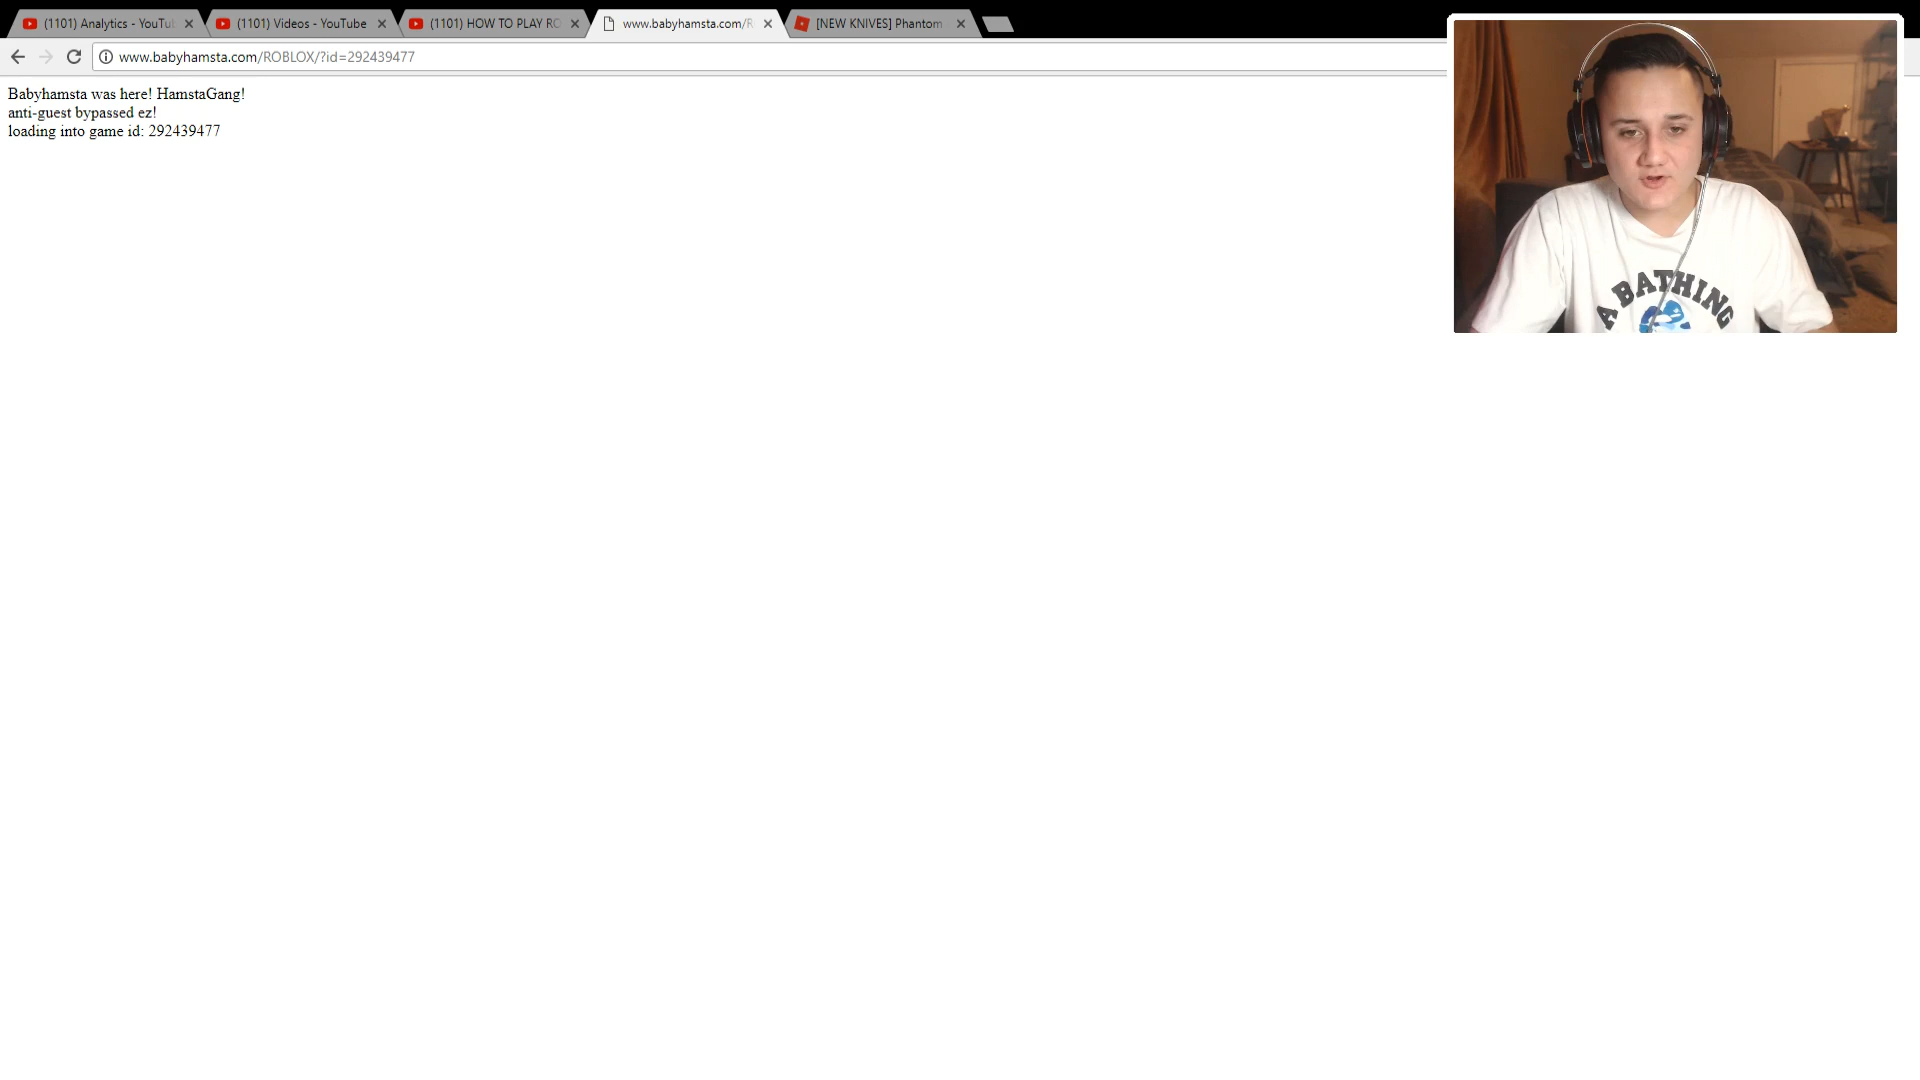 (1101) Analytics - YouTu
(1101) Videos - YouTube
(1101) HOW TO PLAY RO
www.babyhamsta.com/R
[NEW KNIVES] Phantom
www.babyhamsta.com/ROBLOX/?id=292439477
Babyhamsta was here! HamstaGang!
anti-guest bypassed ez!
loading into game id: 292439477
A BATHING